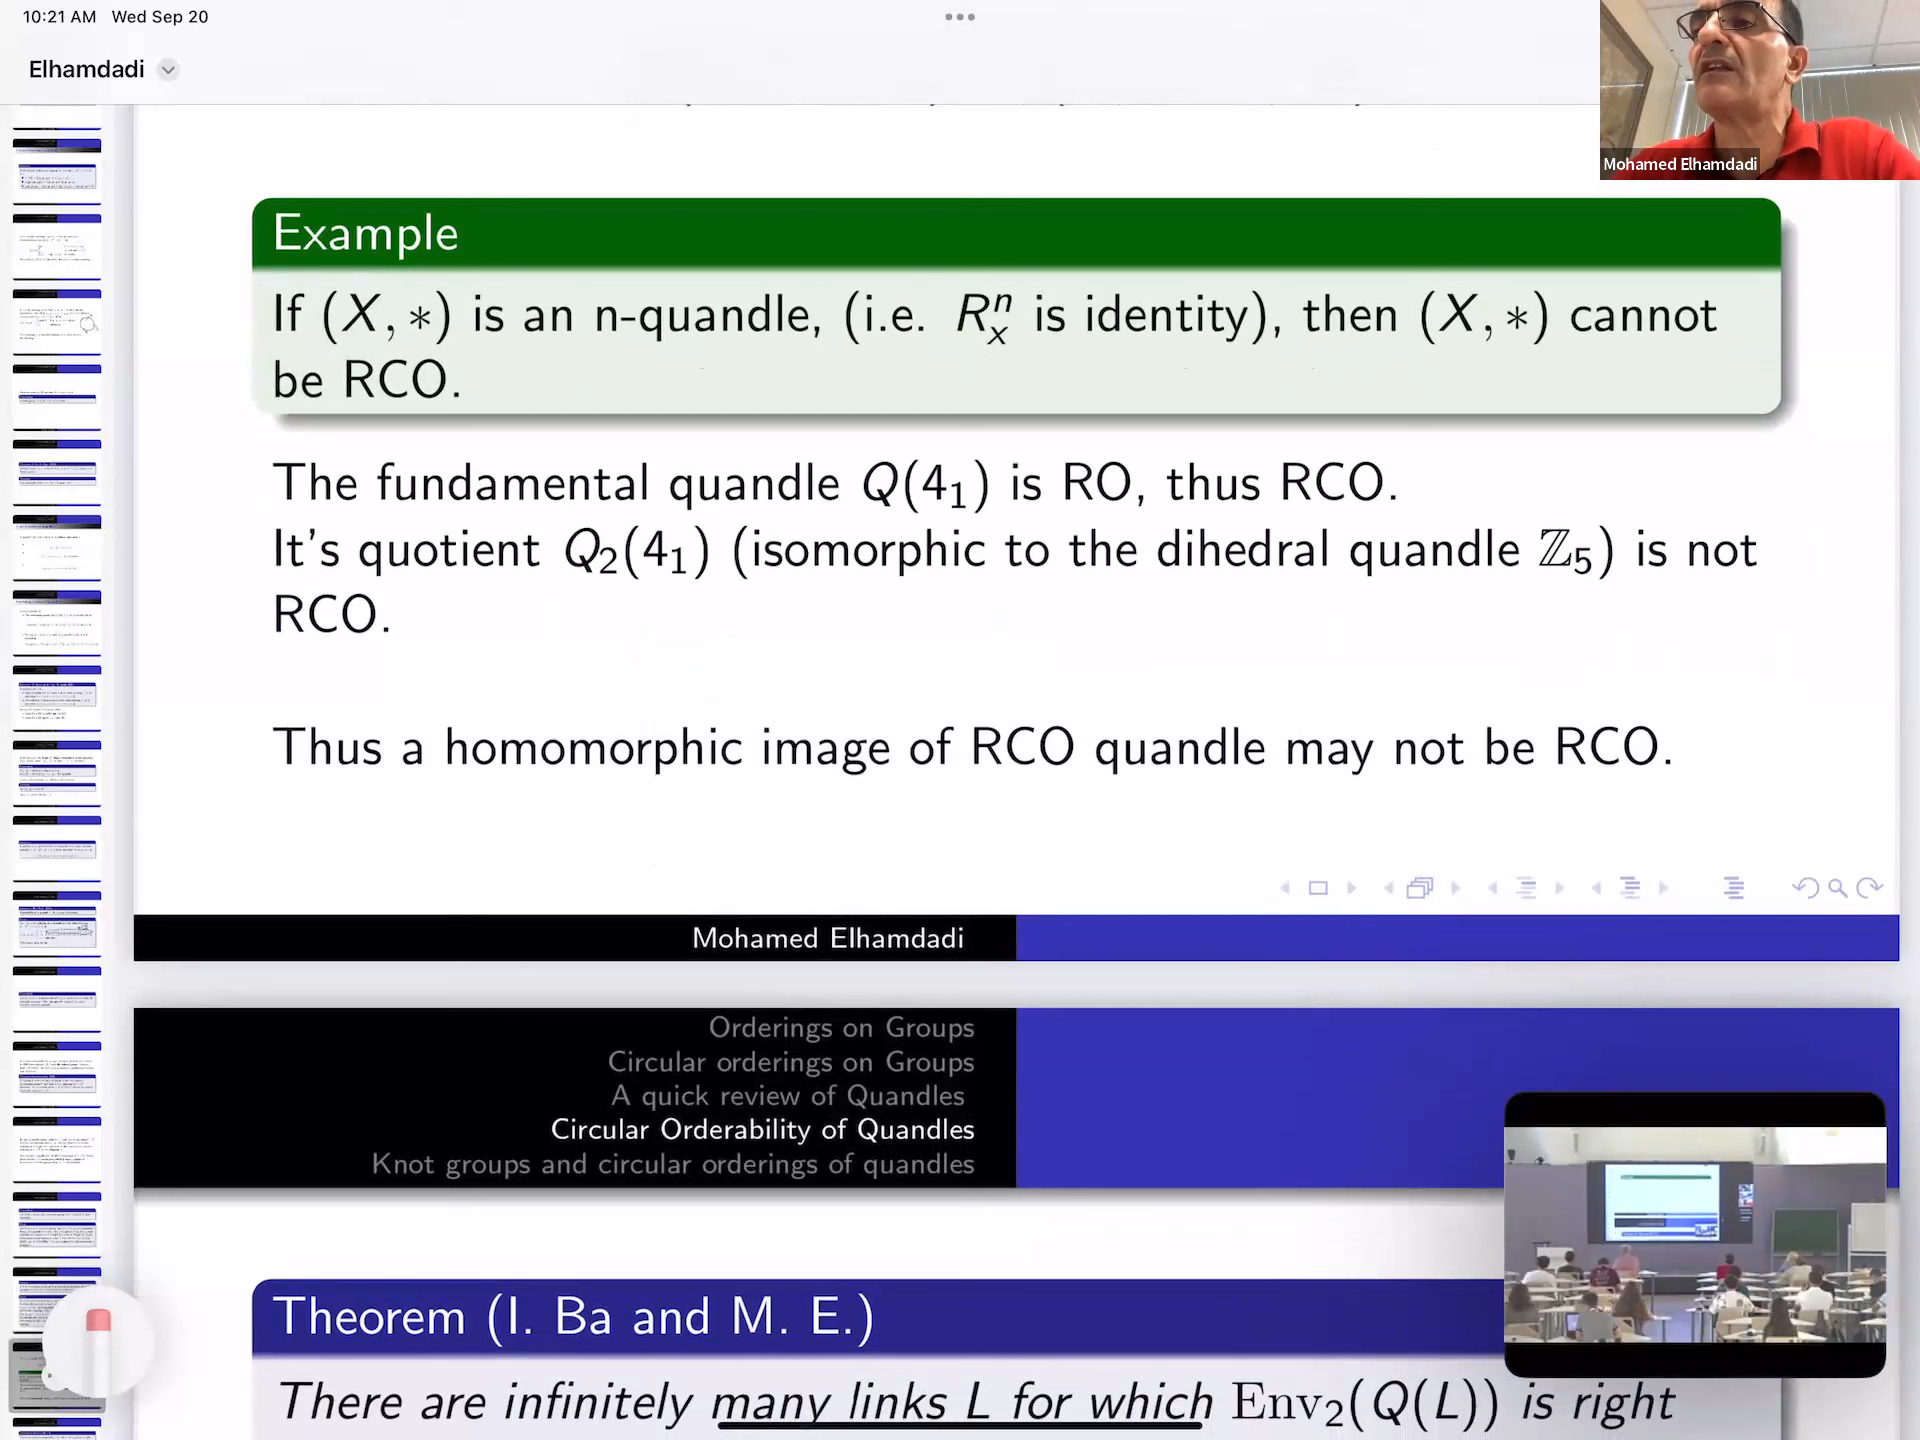 10:21 AM Wed Sep 20
Elhamdadi
Mohamed Elhamdadi
Example
If (X, ∗) is an n-quandle, (i.e. Rₓⁿ is identity), then (X, ∗) cannot
be RCO.
The fundamental quandle Q(4₁) is RO, thus RCO.
It's quotient Q₂(4₁) (isomorphic to the dihedral quandle ℤ₅) is not
RCO.
Thus a homomorphic image of RCO quandle may not be RCO.
Mohamed Elhamdadi
Orderings on Groups
Circular orderings on Groups
A quick review of Quandles
Circular Orderability of Quandles
Knot groups and circular orderings of quandles
Theorem (I. Ba and M. E.)
There are infinitely many links L for which Env₂(Q(L)) is right